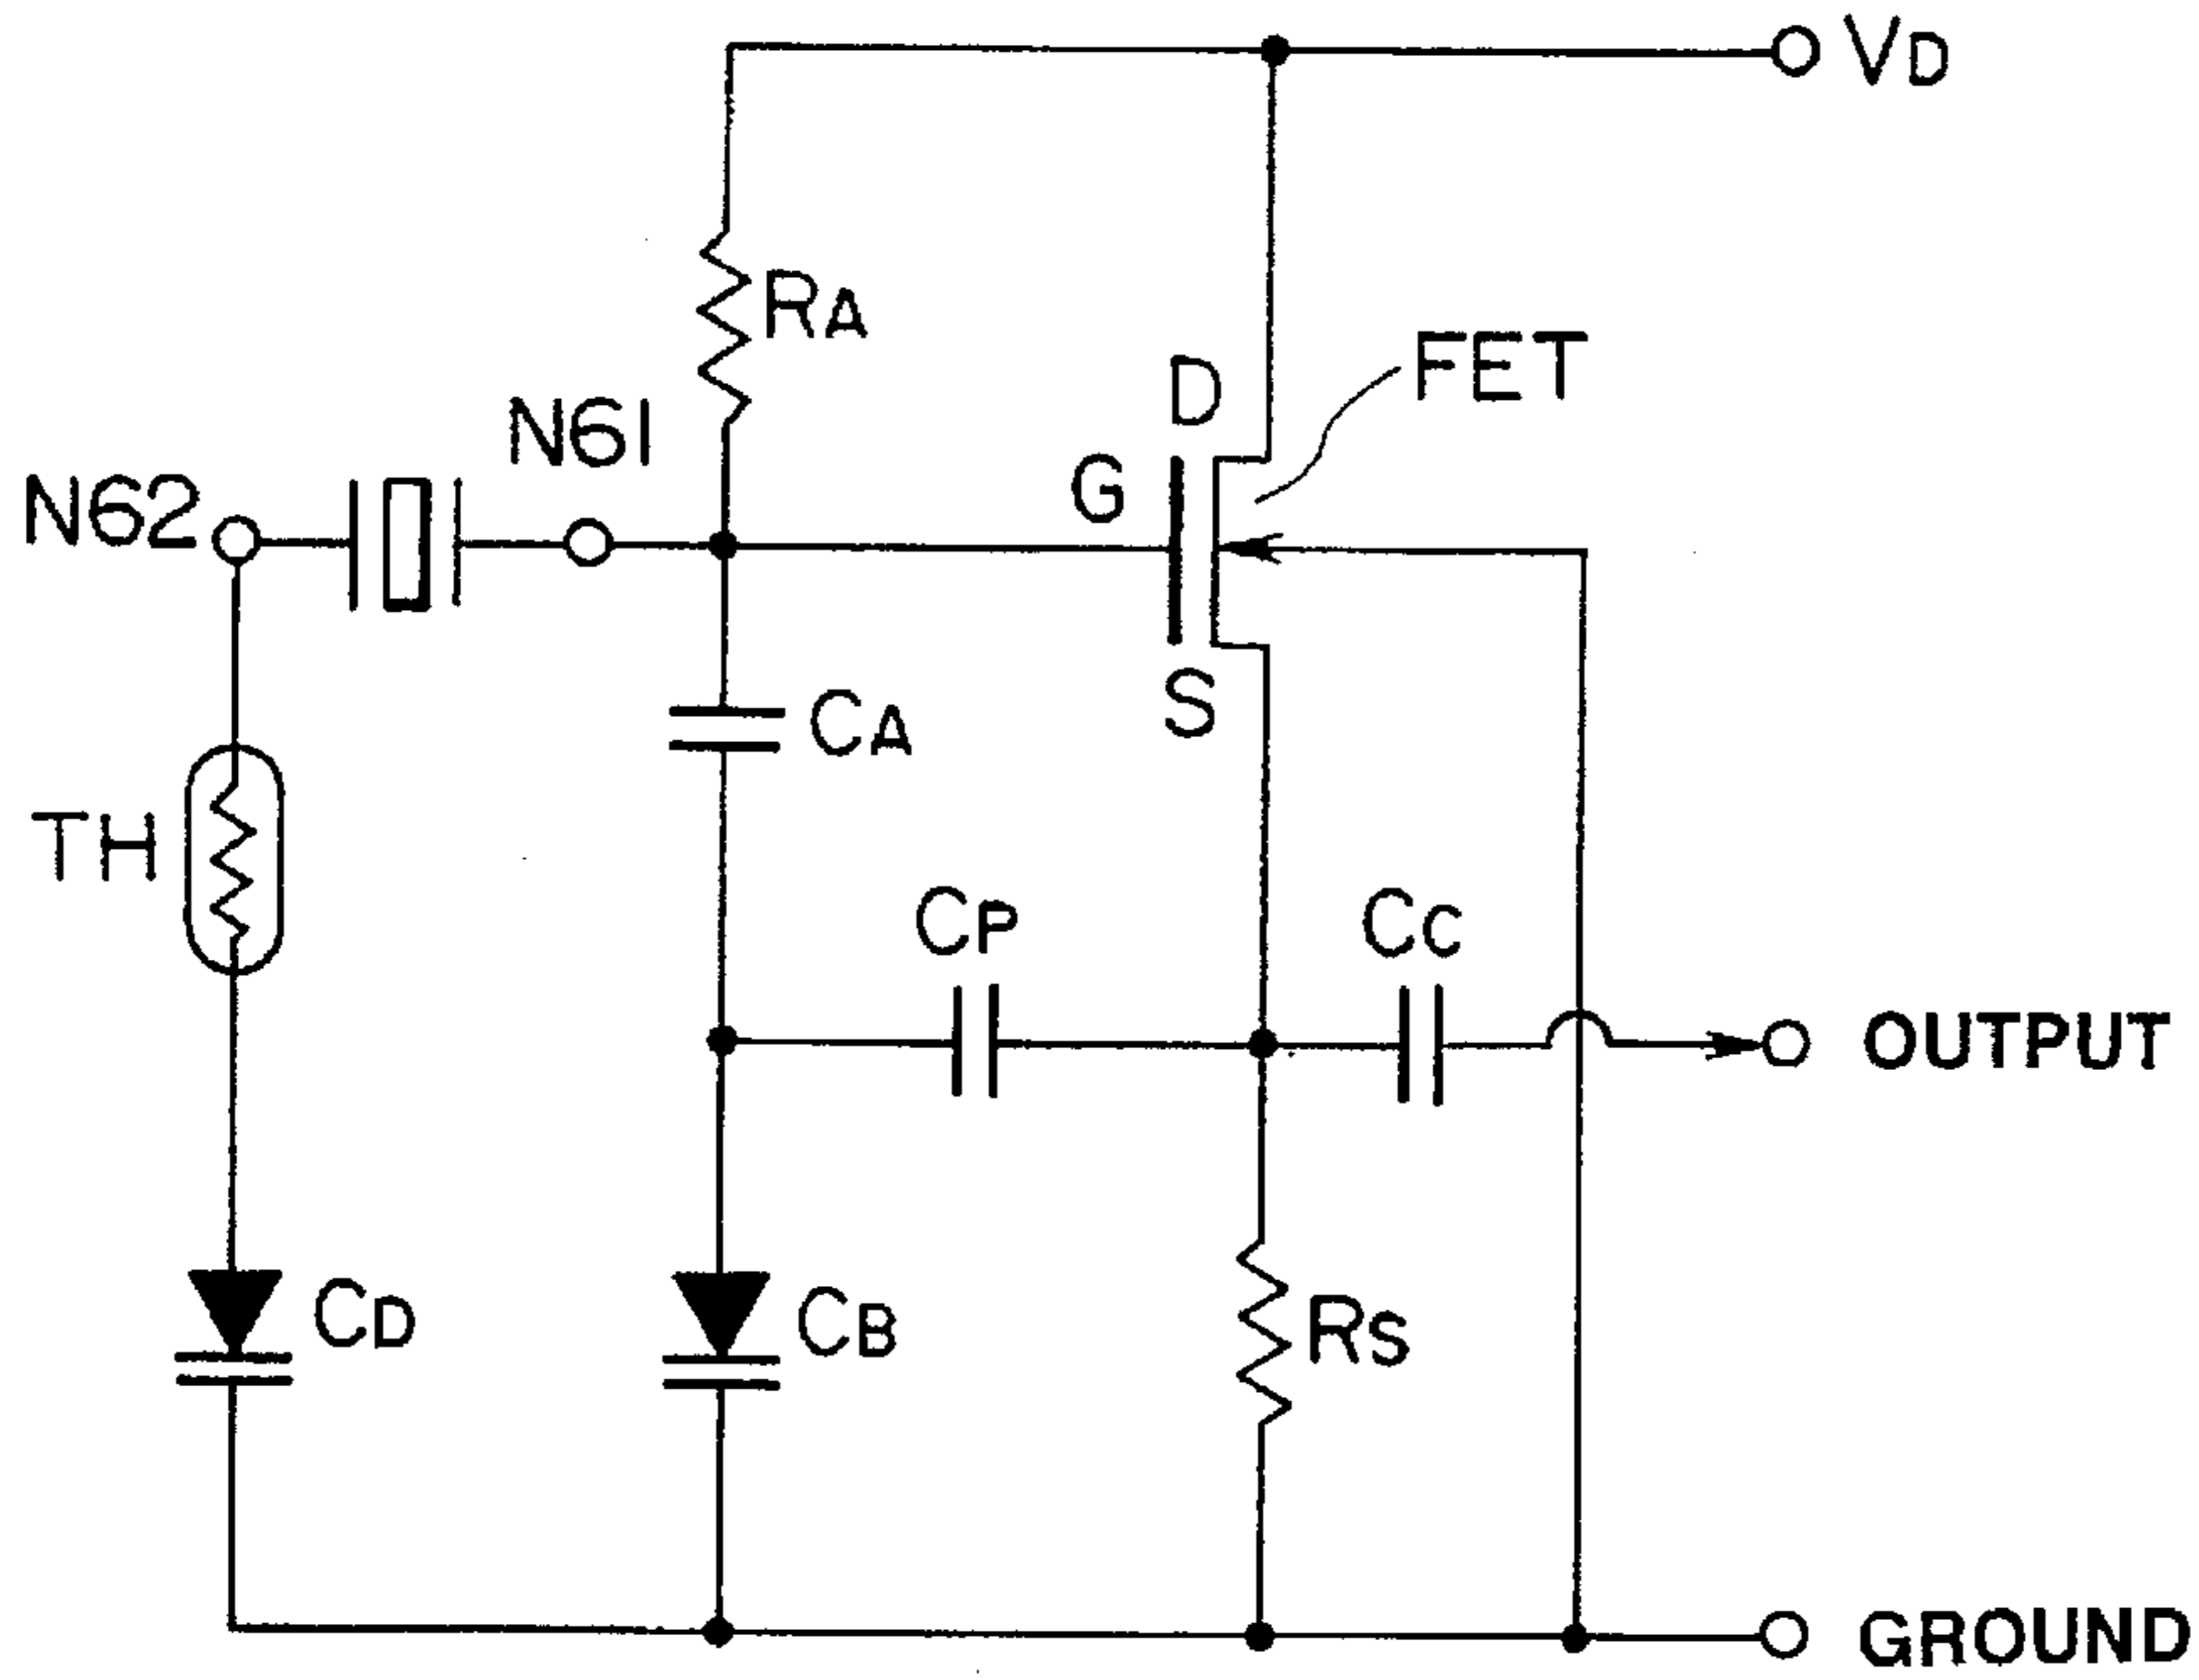 VD
RA
FET
D
N61
G
N62
CA
S
TH
CP
CC
OUTPUT
CD
CB
RS
GROUND